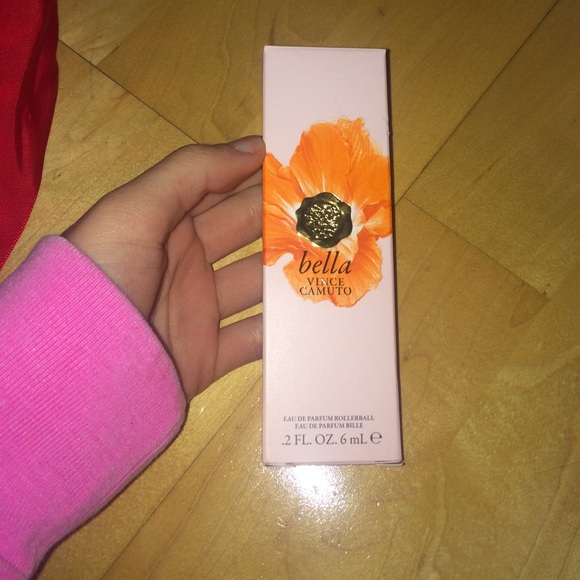 bella
VINCE
CAMUTO
EAU DE PARFUM ROLLERBALL
EAU DE PARFUM BILLE
.2 FL. OZ. 6 mL ℮